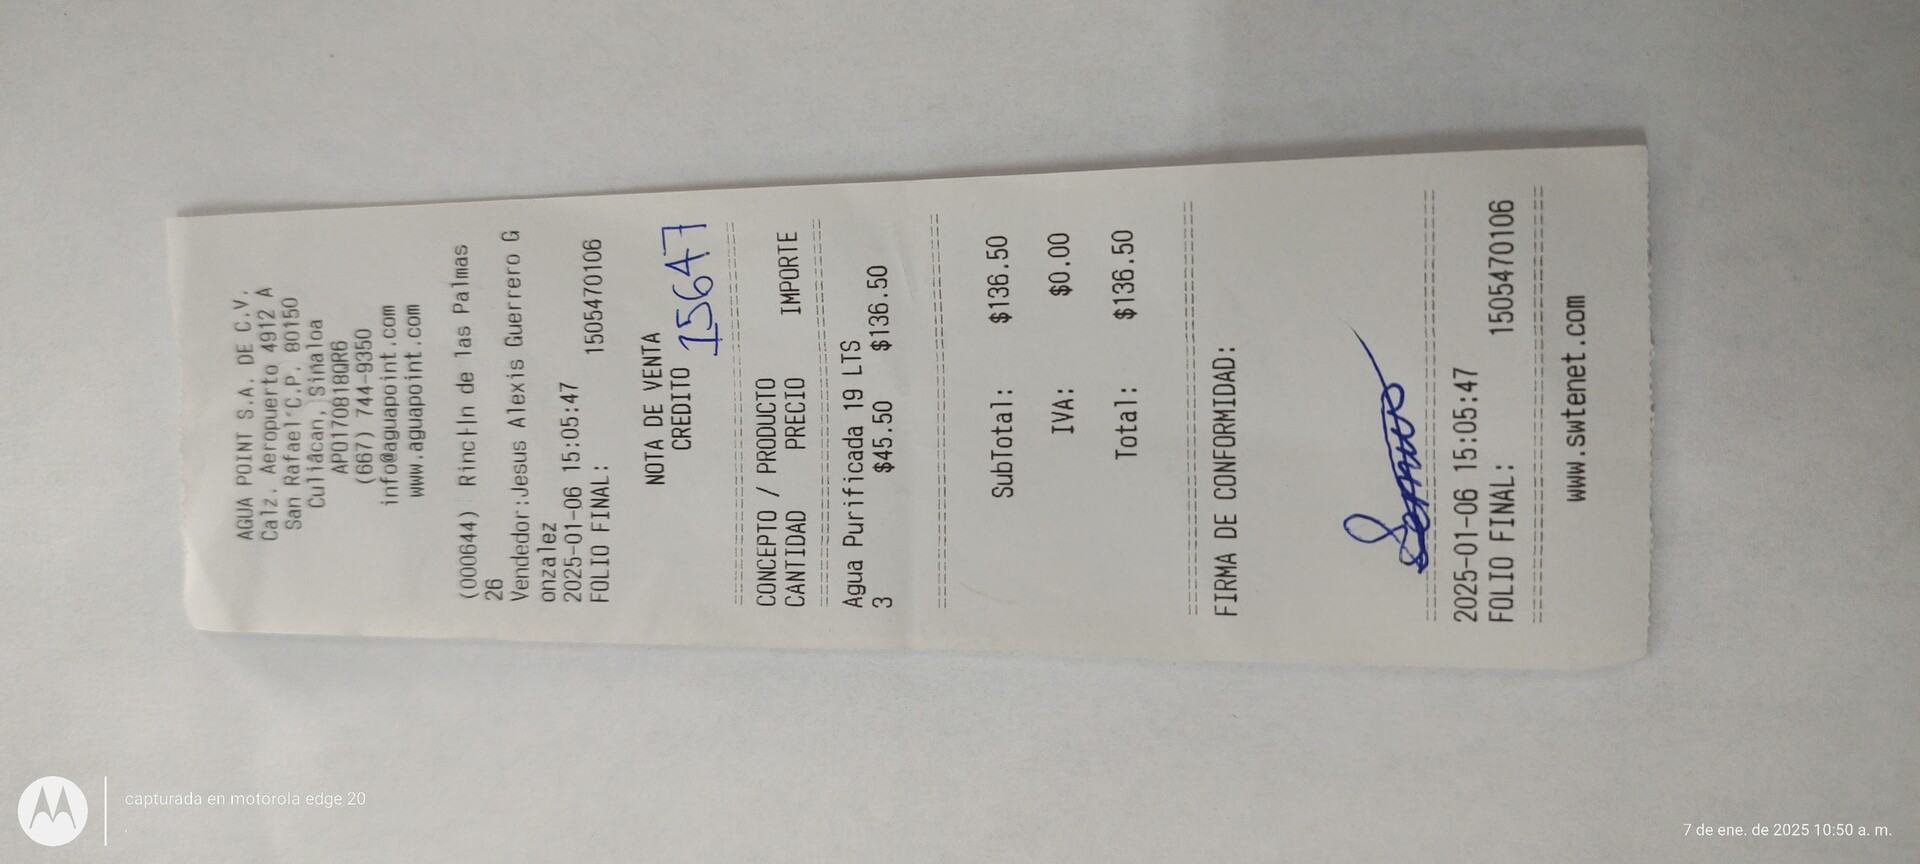 AGUA POINT S.A. DE C.V.
Calz. Aeropuerto 4912 A
San Rafael C.P. 80150
Culiácan, Sinaloa
APO170818QR6
(667) 744-9350
info@aguapoint.com
www.aguapoint.com
(000644) Rinc├In de las Palmas
26
Vendedor:Jesus Alexis Guerrero G
onzalez
2025-01-06 15:05:47
FOLIO FINAL: 1505470106
NOTA DE VENTA
CREDITO
15647
CONCEPTO / PRODUCTO
CANTIDAD PRECIO IMPORTE
Agua Purificada 19 LTS
3 $45.50 $136.50
SubTotal: $136.50
IVA: $0.00
Total: $136.50
FIRMA DE CONFORMIDAD:
2025-01-06 15:05:47
FOLIO FINAL: 1505470106
www.swtenet.com
capturada en motorola edge 20
7 de ene. de 2025 10:50 a. m.